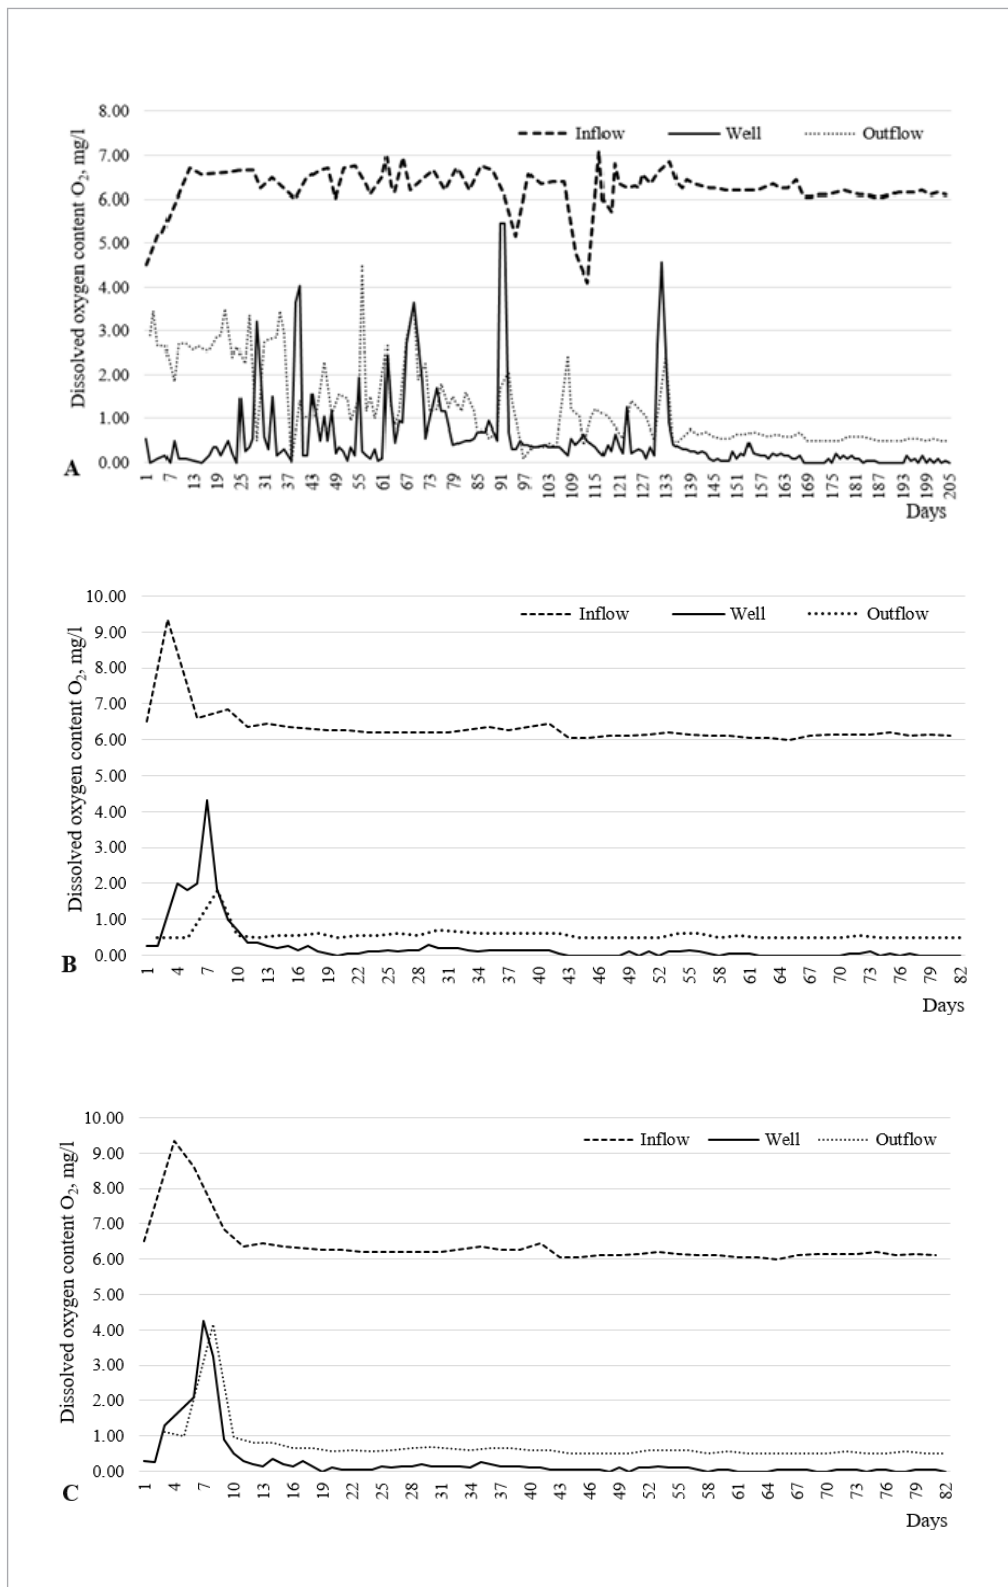 8.00
Inflow Well Outflow
7.00
6.00
5.00
4.00
3.00
2.00
1.00
0.00
Dissolved oxygen content O₂, mg/l
A
1 7 13 19 25 31 37 43 49 55 61 67 73 79 85 91 97 103 109 115 121 127 133 139 145 151 157 163 169 175 181 187 193 199 205
Days
10.00
Inflow Well Outflow
9.00
8.00
7.00
6.00
5.00
4.00
3.00
2.00
1.00
0.00
Dissolved oxygen content O₂, mg/l
B
1 4 7 10 13 16 19 22 25 28 31 34 37 40 43 46 49 52 55 58 61 64 67 70 73 76 79 82
Days
10.00
Inflow Well Outflow
9.00
8.00
7.00
6.00
5.00
4.00
3.00
2.00
1.00
0.00
Dissolved oxygen content O₂, mg/l
C
1 4 7 10 13 16 19 22 25 28 31 34 37 40 43 46 49 52 55 58 61 64 67 70 73 76 79 82
Days